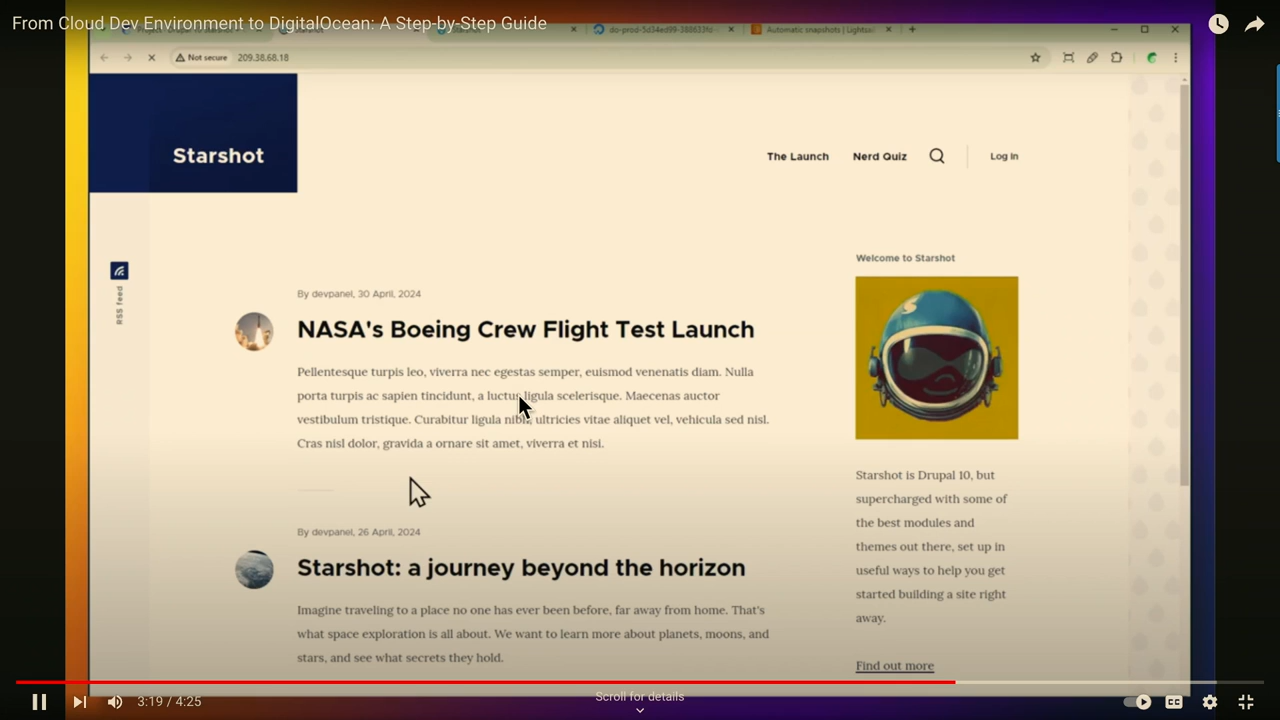 From Cloud Dev Environment to DigitalOcean: A Step-by-Step Guide
Automatic snapshots | Lightsa
Not secure 209.38.68.18
Starshot
The Launch Nerd Quiz Log In
RSS feed
By devpanel, 30 April, 2024
NASA's Boeing Crew Flight Test Launch
Pellentesque turpis leo, viverra nec egestas semper, euismod venenatis diam. Nulla
porta turpis ac sapien tincidunt, a luctus ligula scelerisque. Maecenas auctor
vestibulum tristique. Curabitur ligula nibh, ultricies vitae aliquet vel, vehicula sed nisl.
Cras nisl dolor, gravida a ornare sit amet, viverra et nisi.
By devpanel, 26 April, 2024
Starshot: a journey beyond the horizon
Imagine traveling to a place no one has ever been before, far away from home. That's
what space exploration is all about. We want to learn more about planets, moons, and
stars, and see what secrets they hold.
Welcome to Starshot
S
Starshot is Drupal 10, but
supercharged with some of
the best modules and
themes out there, set up in
useful ways to help you get
started building a site right
away.
Find out more
3:19 / 4:25
Scroll for details
CC